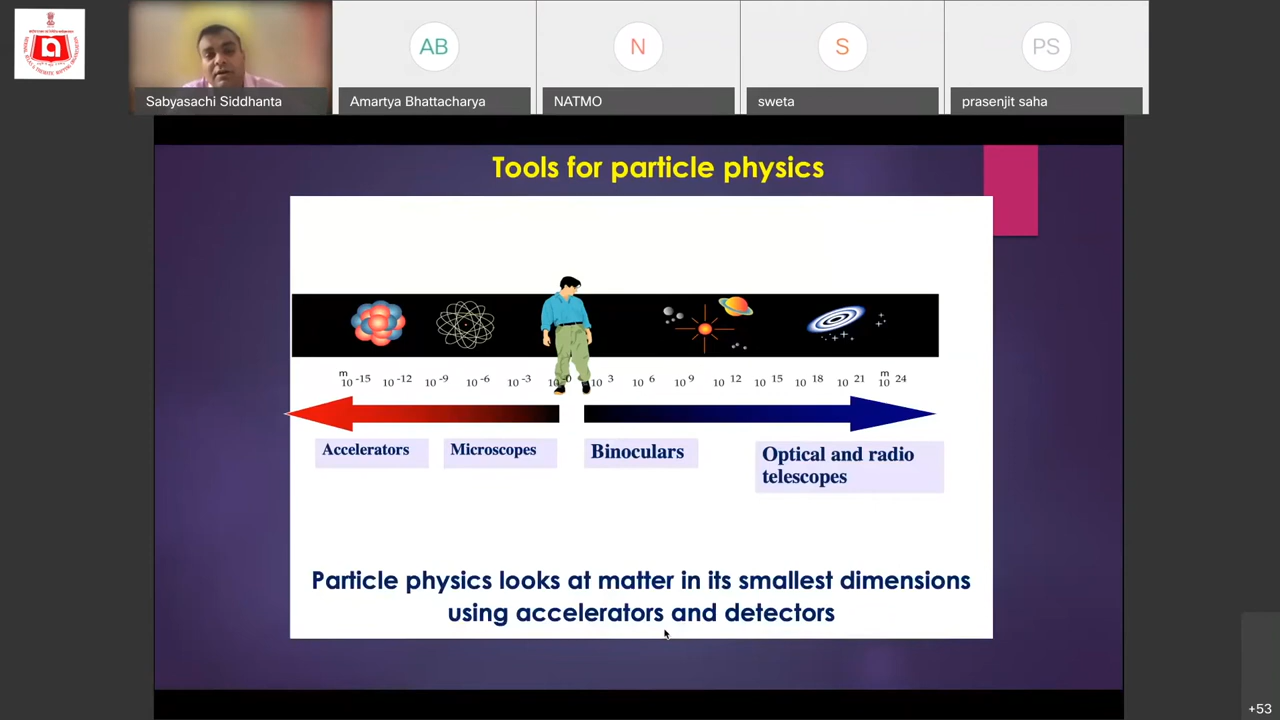 AB
N
S
PS
Sabyasachi Siddhanta
Amartya Bhattacharya
NATMO
sweta
prasenjit saha
Tools for particle physics
m
m
10 -15 10 -12 10 -9 10 -6 10 -3 10 3 10 6 10 9 10 12 10 15 10 18 10 21 10 24
Accelerators
Microscopes
Binoculars
Optical and radio
telescopes
Particle physics looks at matter in its smallest dimensions
using accelerators and detectors
+53